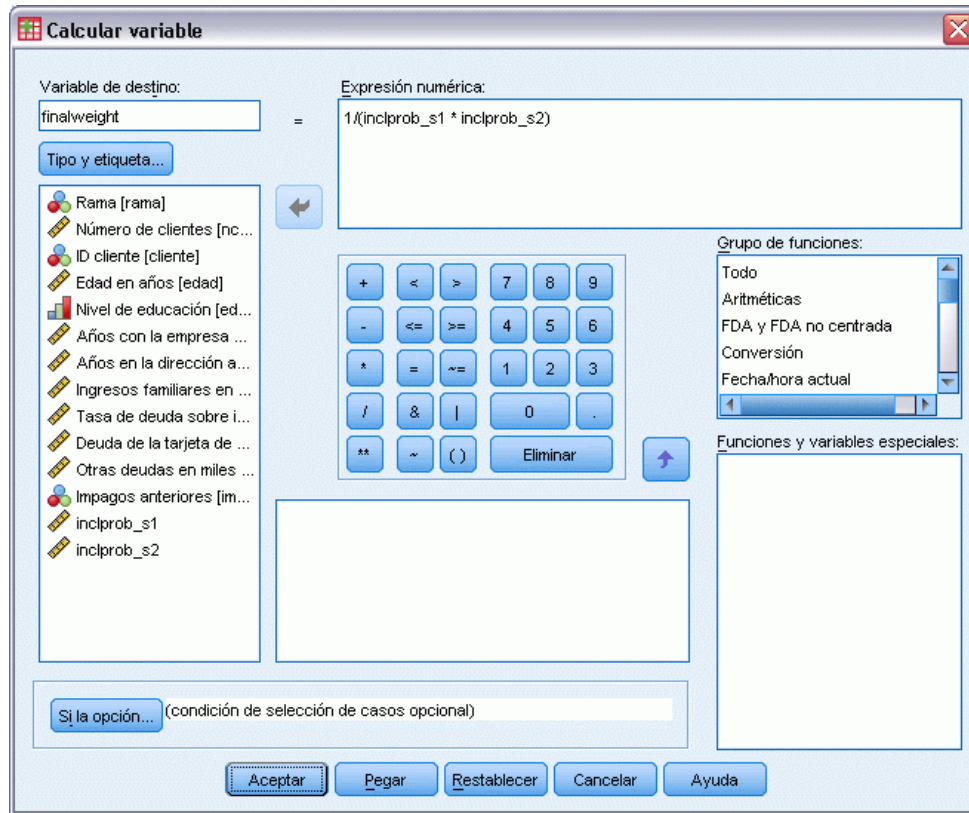 Calcular variable
Variable de destino:
finalweight
=
Expresión numérica:
1/(inclprob_s1 * inclprob_s2)
Tipo y etiqueta...
Rama [rama]
Número de clientes [nc...
ID cliente [cliente]
Edad en años [edad]
Nivel de educación [ed...
Años con la empresa ...
Años en la dirección a...
Ingresos familiares en ...
Tasa de deuda sobre i...
Deuda de la tarjeta de ...
Otras deudas en miles ...
Impagos anteriores [im...
inclprob_s1
inclprob_s2
+ < > 7 8 9
- <= >= 4 5 6
* = ~= 1 2 3
/ & | 0 .
** ~ ( ) Eliminar
Grupo de funciones:
Todo
Aritméticas
FDA y FDA no centrada
Conversión
Fecha/hora actual
Funciones y variables especiales:
Si la opción... (condición de selección de casos opcional)
Aceptar Pegar Restablecer Cancelar Ayuda